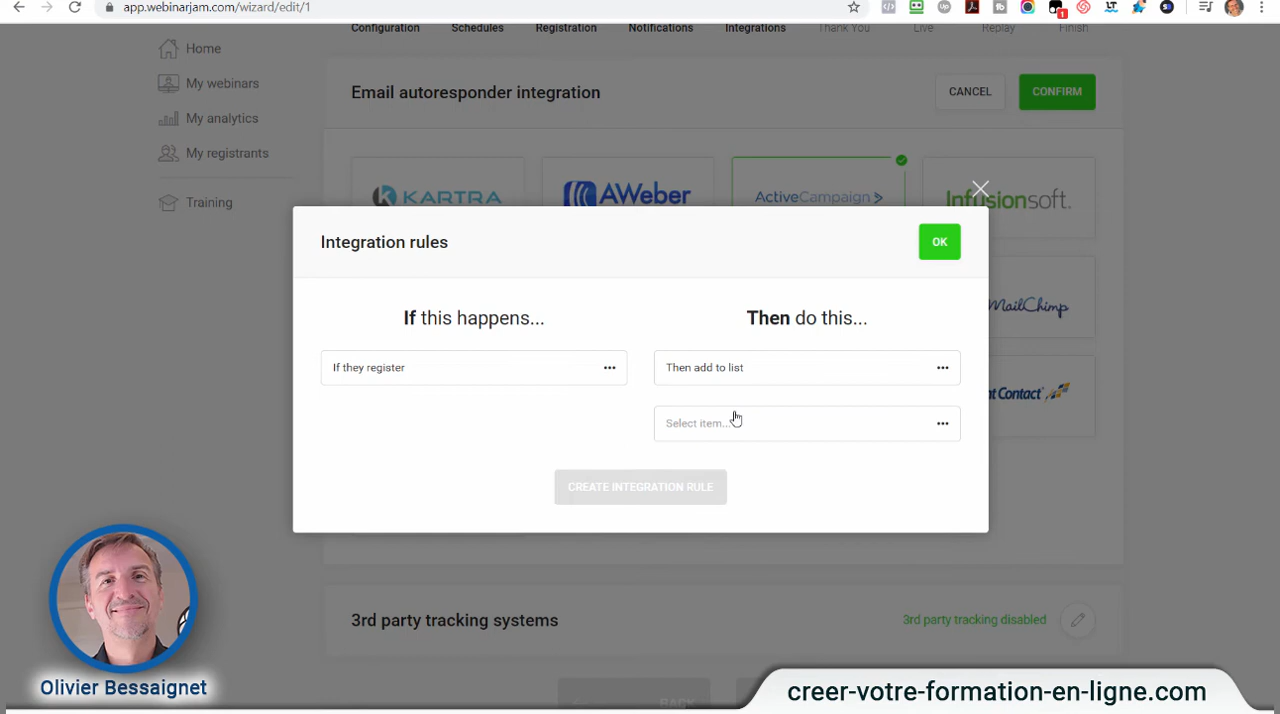 app.webinarjam.com/wizard/edit/1
Configuration Schedules Registration Notifications Integrations Thank You Live Replay Finish
Home
My webinars
My analytics
My registrants
Training
Email autoresponder integration
CANCEL
CONFIRM
KARTRA
AWeber
ActiveCampaign >
Infusionsoft.
MailChimp
nt Contact
Integration rules
OK
If this happens...
Then do this...
If they register
Then add to list
Select item...
CREATE INTEGRATION RULE
3rd party tracking systems
3rd party tracking disabled
BACK
Olivier Bessaignet
creer-votre-formation-en-ligne.com